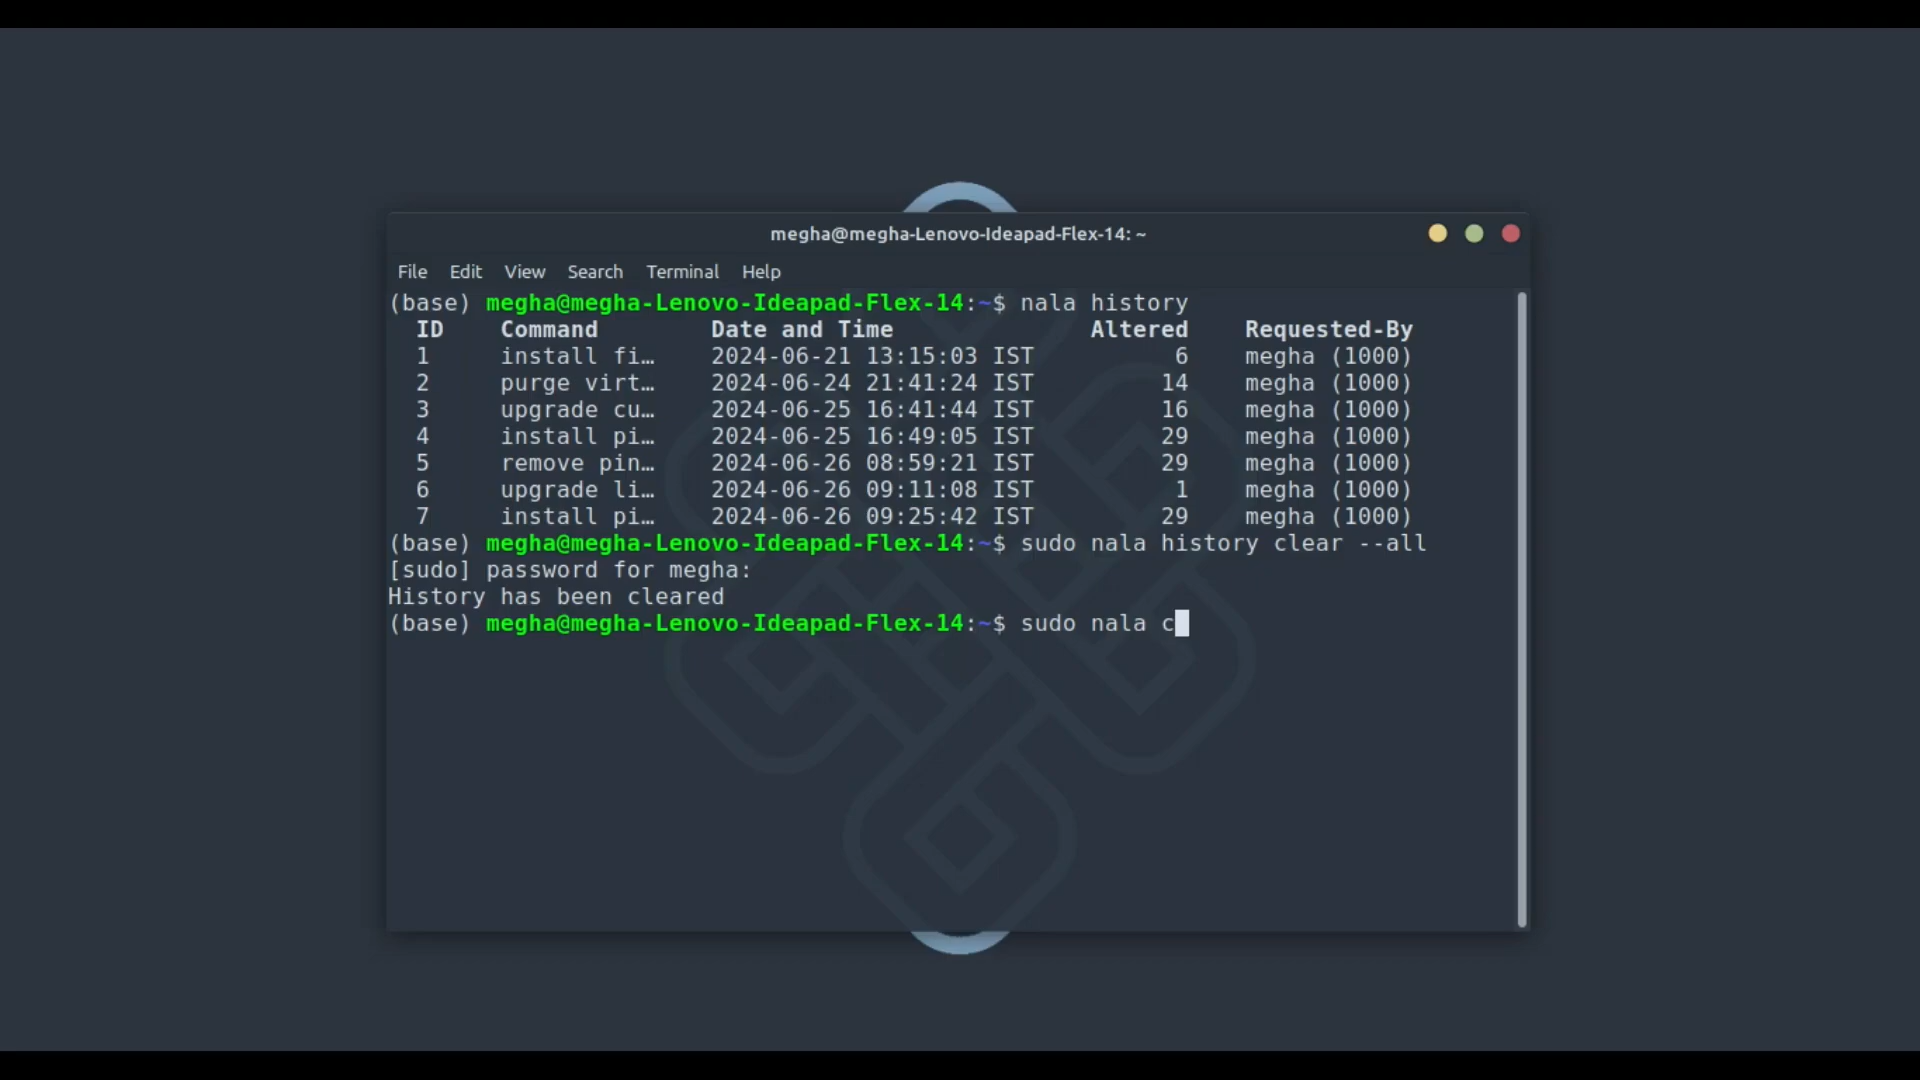 megha@megha-Lenovo-Ideapad-Flex-14: ~
File Edit View Search Terminal Help
(base) megha@megha-Lenovo-Ideapad-Flex-14:~$ nala history
ID Command Date and Time Altered Requested-By
1 install fi… 2024-06-21 13:15:03 IST 6 megha (1000)
2 purge virt… 2024-06-24 21:41:24 IST 14 megha (1000)
3 upgrade cu… 2024-06-25 16:41:44 IST 16 megha (1000)
4 install pi… 2024-06-25 16:49:05 IST 29 megha (1000)
5 remove pin… 2024-06-26 08:59:21 IST 29 megha (1000)
6 upgrade li… 2024-06-26 09:11:08 IST 1 megha (1000)
7 install pi… 2024-06-26 09:25:42 IST 29 megha (1000)
(base) megha@megha-Lenovo-Ideapad-Flex-14:~$ sudo nala history clear --all
[sudo] password for megha:
History has been cleared
(base) megha@megha-Lenovo-Ideapad-Flex-14:~$ sudo nala c